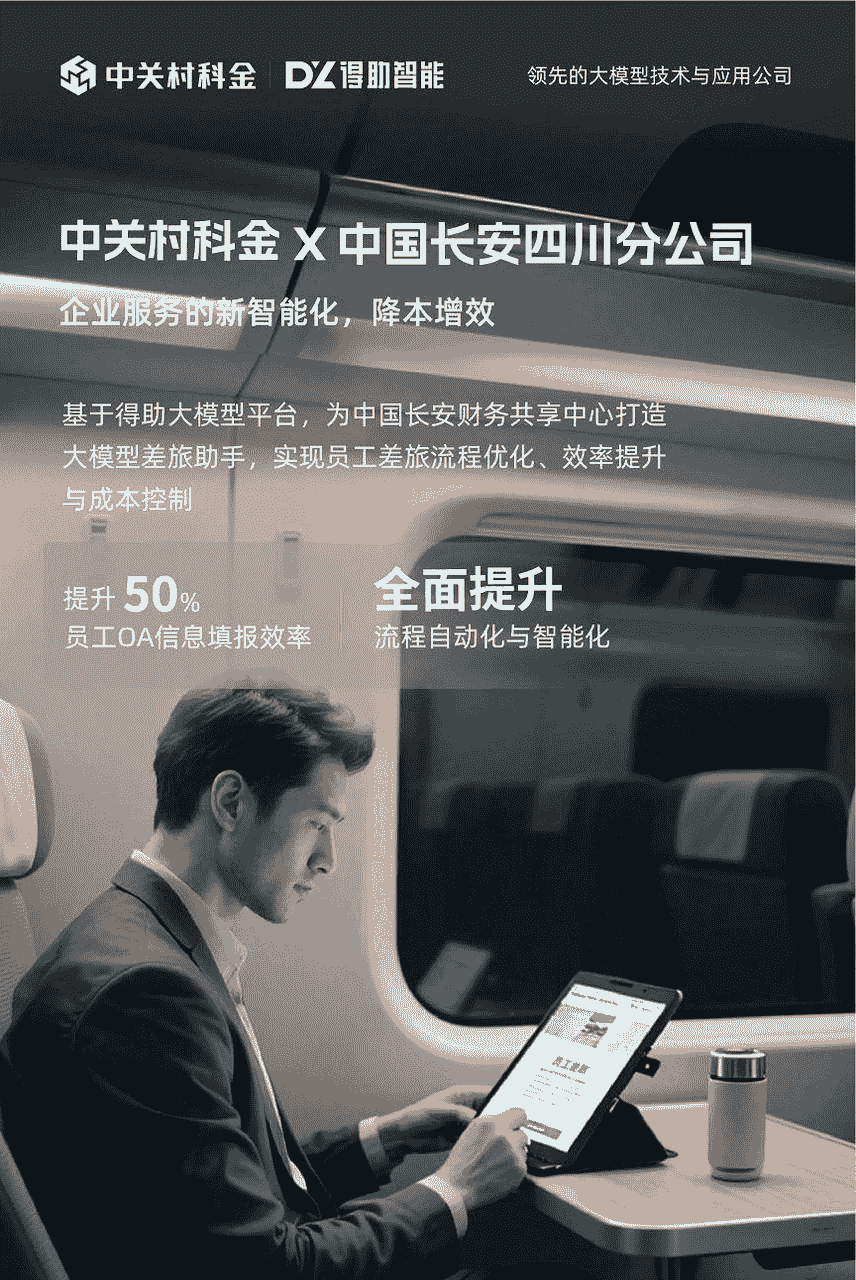 中关村科金 | DZ 得助智能
领先的大模型技术与应用公司
中关村科金 X 中国长安四川分公司
企业服务的新智能化，降本增效
基于得助大模型平台，为中国长安财务共享中心打造
大模型差旅助手，实现员工差旅流程优化、效率提升
与成本控制
提升 50%
员工OA信息填报效率
全面提升
流程自动化与智能化